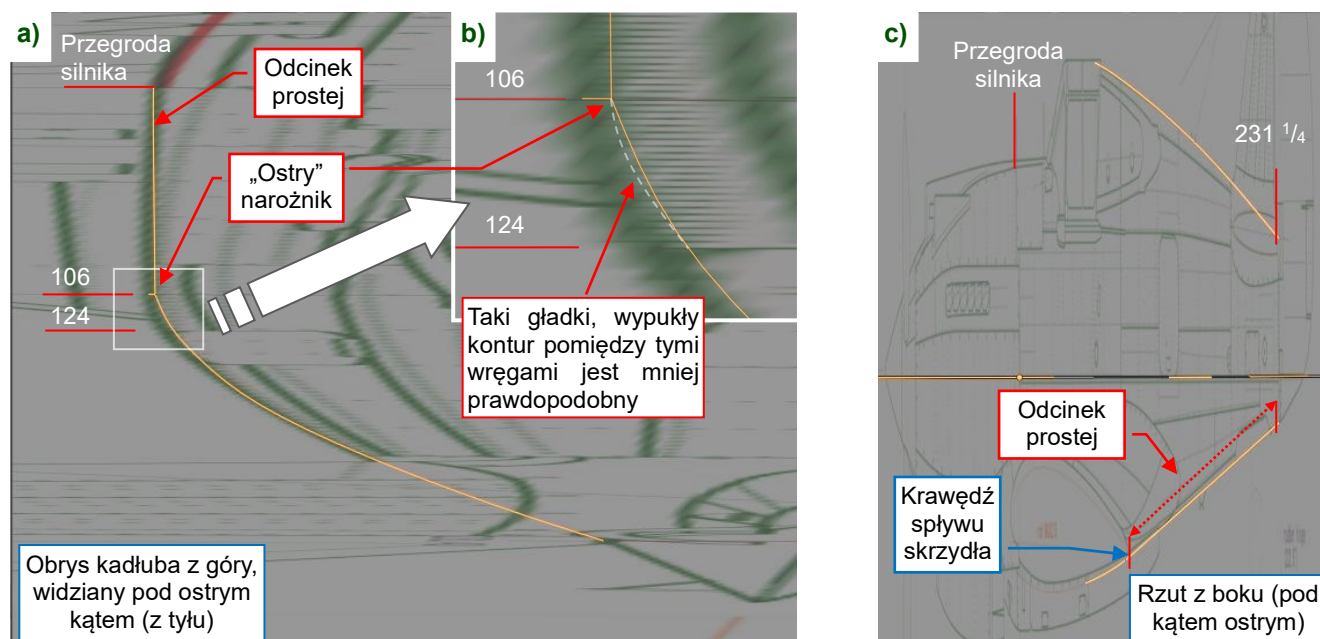 a)
Przegroda
silnika
Odcinek
prostej
„Ostry”
narożnik
106
124
Obrys kadłuba z góry,
widziany pod ostrym
kątem (z tyłu)
b)
106
124
Taki gładki, wypukły
kontur pomiędzy tymi
wręgami jest mniej
prawdopodobny
c)
Przegroda
silnika
231 1/4
Odcinek
prostej
Krawędź
spływu
skrzydła
Rzut z boku (pod
kątem ostrym)